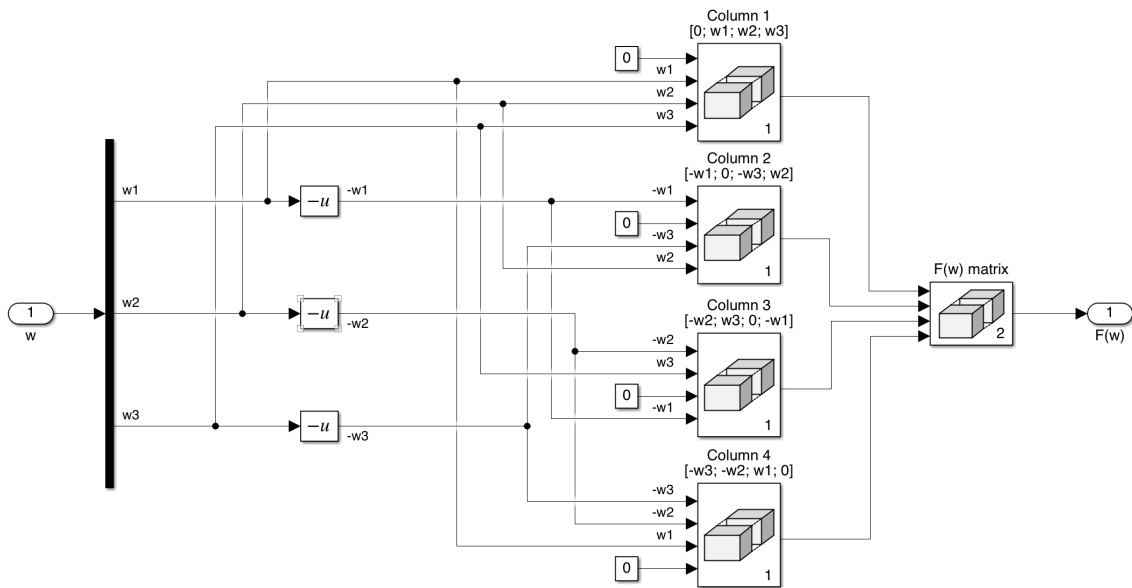 Column 1
[0; w1; w2; w3]
0
w1
w2
w3
1
Column 2
[-w1; 0; -w3; w2]
w1
-u
-w1
-w1
0
-w3
w2
1
F(w) matrix
2
1
w
w2
-u
-w2
Column 3
[-w2; w3; 0; -w1]
-w2
w3
0
-w1
1
1
F(w)
w3
-u
-w3
Column 4
[-w3; -w2; w1; 0]
-w3
-w2
w1
0
1